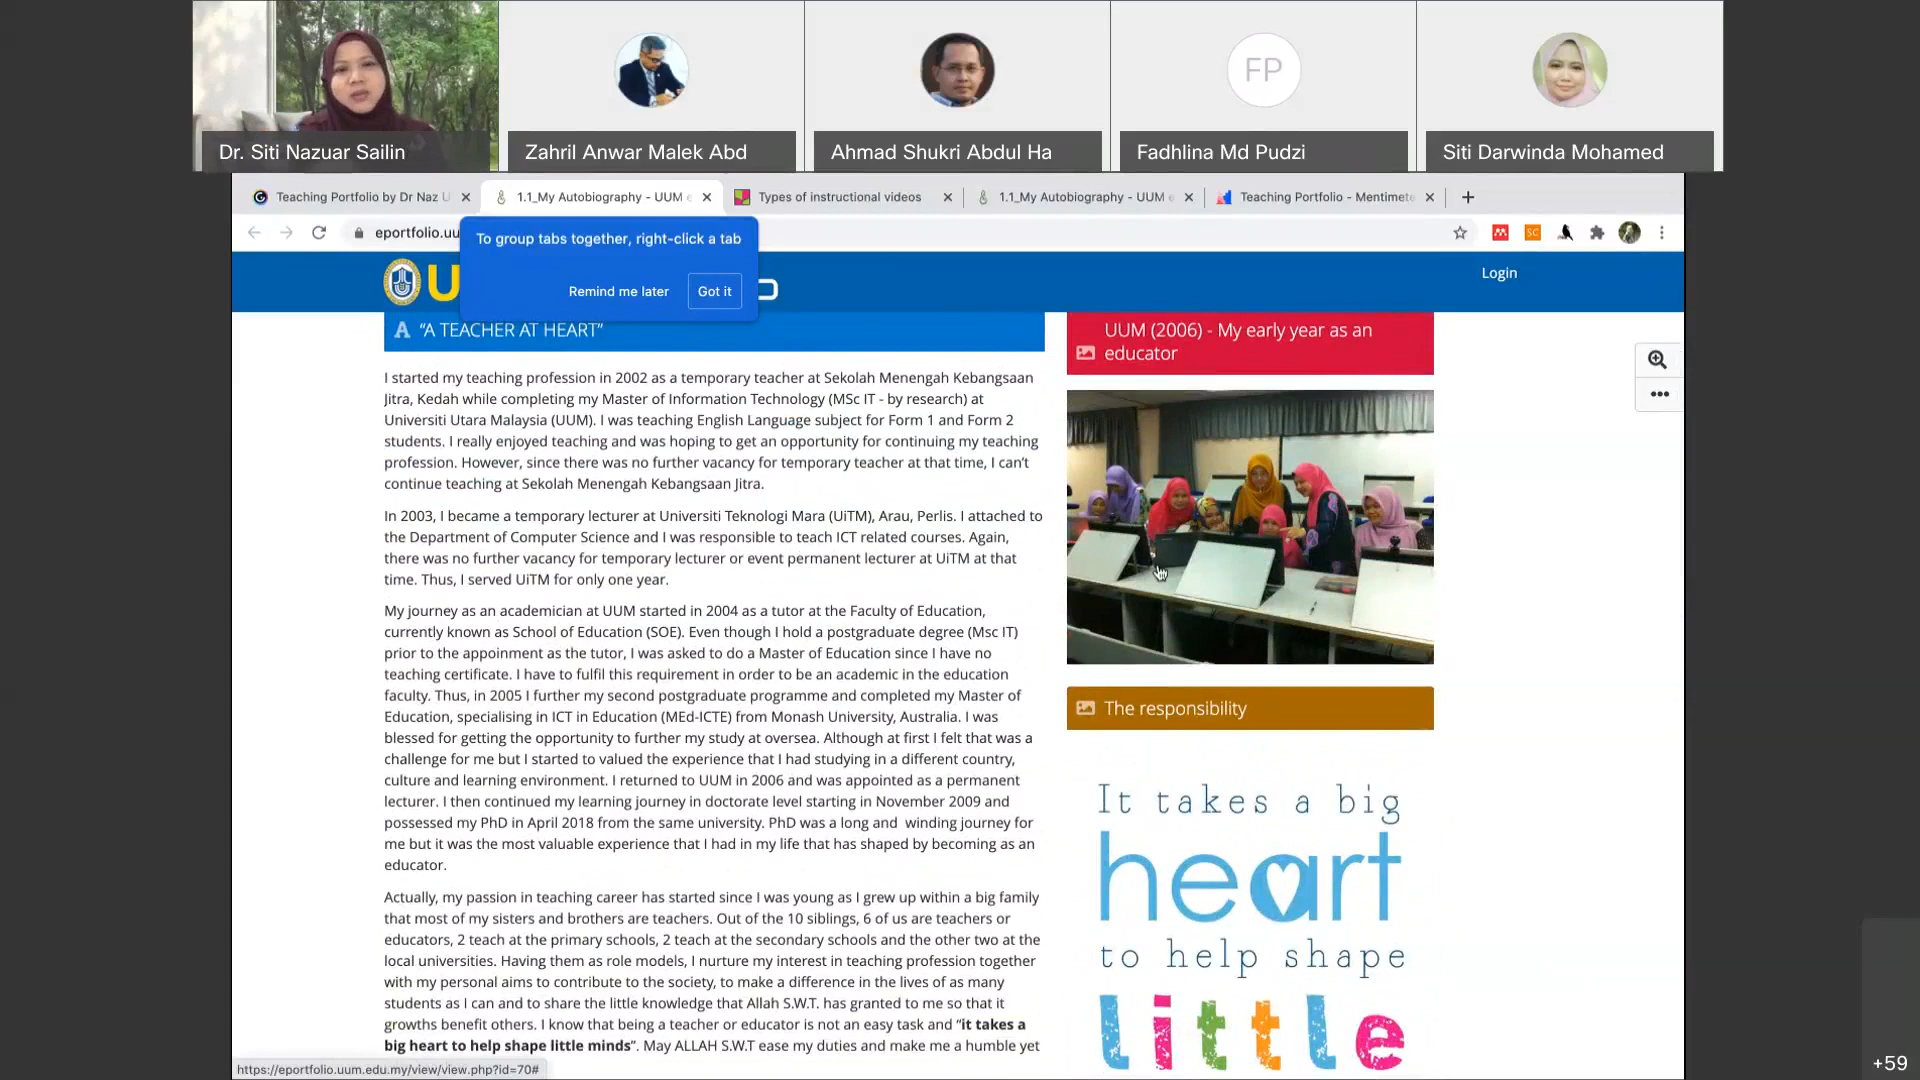 Dr. Siti Nazuar Sailin
Zahril Anwar Malek Abd
Ahmad Shukri Abdul Ha
FP
Fadhlina Md Pudzi
Siti Darwinda Mohamed
Teaching Portfolio by Dr Naz U
1.1_My Autobiography - UUM e
Types of instructional videos
1.1_My Autobiography - UUM e
Teaching Portfolio - Mentimete
eportfolio.uu
SC
To group tabs together, right-click a tab
Remind me later
Got it
U
Login
A "A TEACHER AT HEART"
I started my teaching profession in 2002 as a temporary teacher at Sekolah Menengah Kebangsaan
Jitra, Kedah while completing my Master of Information Technology (MSc IT - by research) at
Universiti Utara Malaysia (UUM). I was teaching English Language subject for Form 1 and Form 2
students. I really enjoyed teaching and was hoping to get an opportunity for continuing my teaching
profession. However, since there was no further vacancy for temporary teacher at that time, I can't
continue teaching at Sekolah Menengah Kebangsaan Jitra.
In 2003, I became a temporary lecturer at Universiti Teknologi Mara (UiTM), Arau, Perlis. I attached to
the Department of Computer Science and I was responsible to teach ICT related courses. Again,
there was no further vacancy for temporary lecturer or event permanent lecturer at UiTM at that
time. Thus, I served UiTM for only one year.
My journey as an academician at UUM started in 2004 as a tutor at the Faculty of Education,
currently known as School of Education (SOE). Even though I hold a postgraduate degree (Msc IT)
prior to the appoinment as the tutor, I was asked to do a Master of Education since I have no
teaching certificate. I have to fulfil this requirement in order to be an academic in the education
faculty. Thus, in 2005 I further my second postgraduate programme and completed my Master of
Education, specialising in ICT in Education (MEd-ICTE) from Monash University, Australia. I was
blessed for getting the opportunity to further my study at oversea. Although at first I felt that was a
challenge for me but I started to valued the experience that I had studying in a different country,
culture and learning environment. I returned to UUM in 2006 and was appointed as a permanent
lecturer. I then continued my learning journey in doctorate level starting in November 2009 and
possessed my PhD in April 2018 from the same university. PhD was a long and  winding journey for
me but it was the most valuable experience that I had in my life that has shaped by becoming as an
educator.
Actually, my passion in teaching career has started since I was young as I grew up within a big family
that most of my sisters and brothers are teachers. Out of the 10 siblings, 6 of us are teachers or
educators, 2 teach at the primary schools, 2 teach at the secondary schools and the other two at the
local universities. Having them as role models, I nurture my interest in teaching profession together
with my personal aims to contribute to the society, to make a difference in the lives of as many
students as I can and to share the little knowledge that Allah S.W.T. has granted to me so that it
growths benefit others. I know that being a teacher or educator is not an easy task and "it takes a
big heart to help shape little minds". May ALLAH S.W.T ease my duties and make me a humble yet
UUM (2006) - My early year as an
educator
The responsibility
It takes a big
heart
to help shape
little
https://eportfolio.uum.edu.my/view/view.php?id=70#
+59